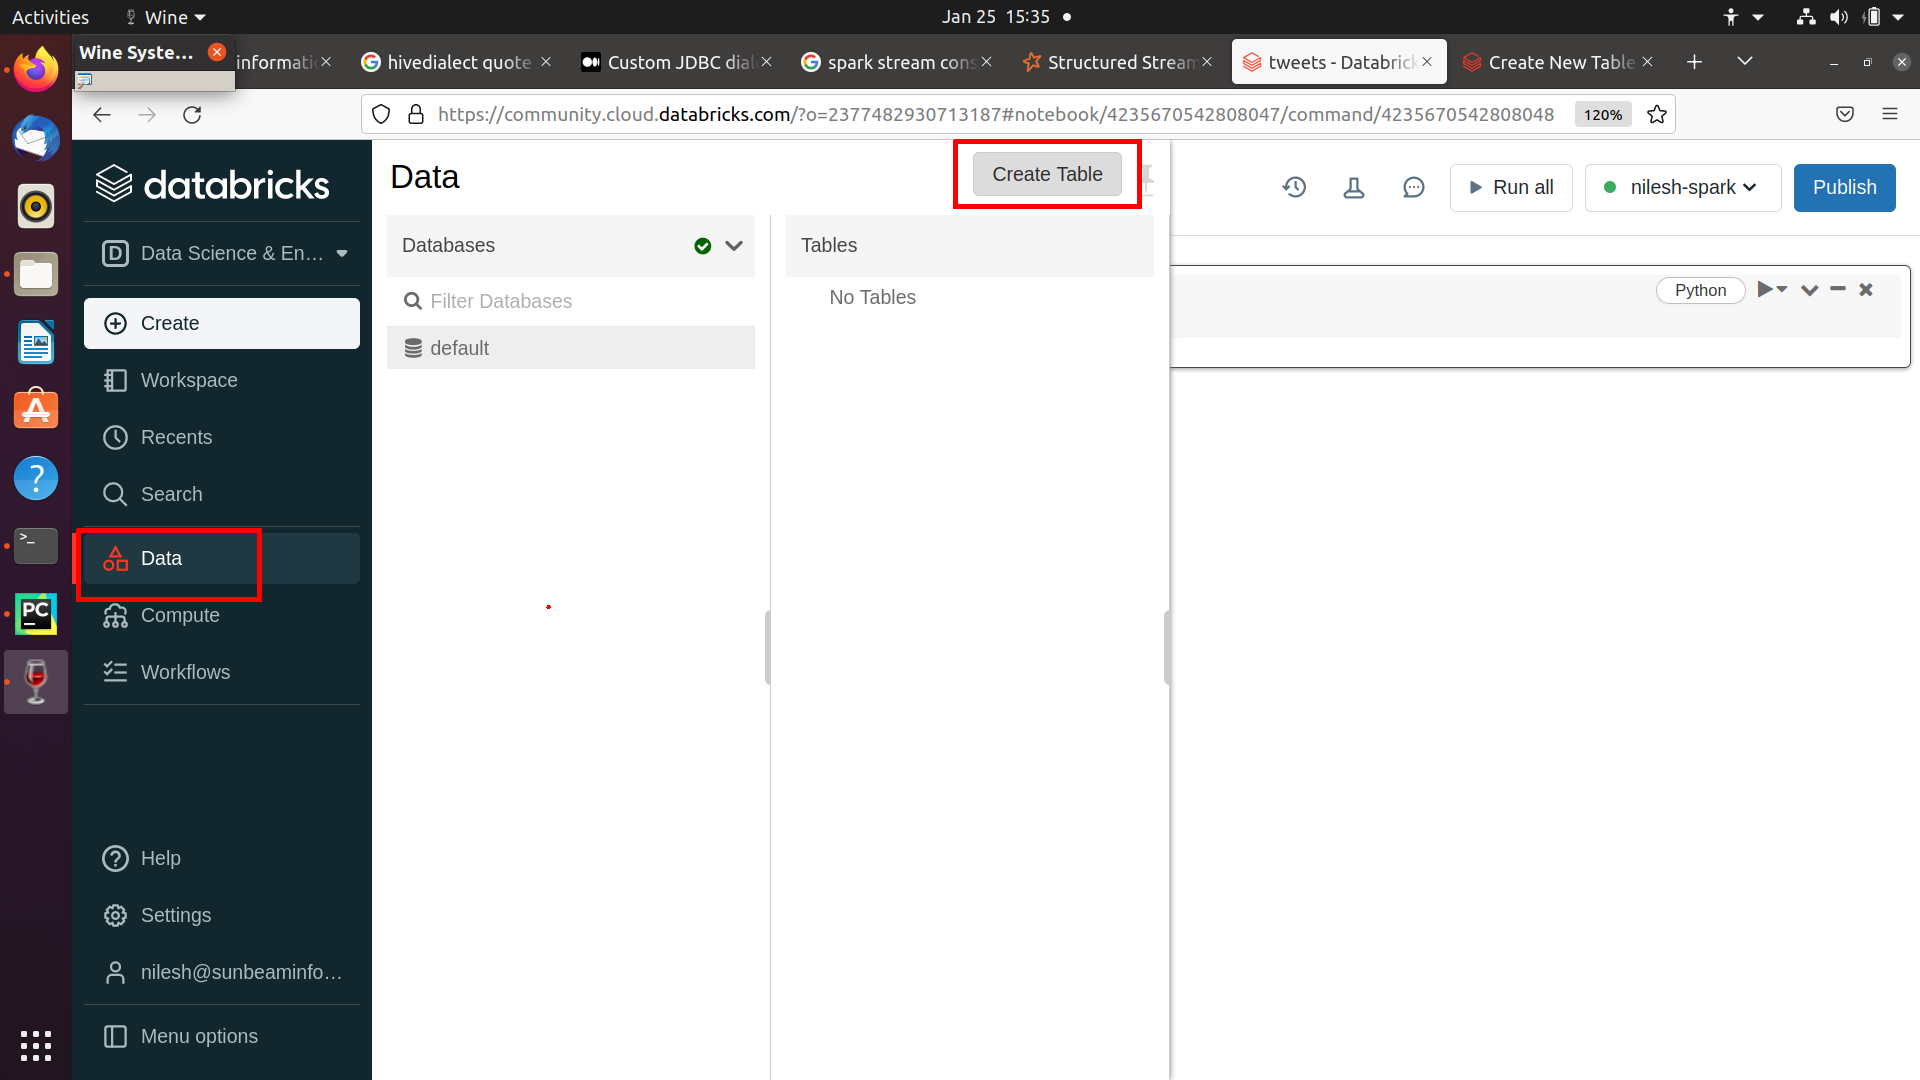 Activities
Wine
Jan 25 15:35
Wine Syste...
informatic
hivedialect quote
Custom JDBC dial
spark stream cons
Structured Stream
tweets - Databrick
Create New Table
https://community.cloud.databricks.com/?o=2377482930713187#notebook/4235670542808047/command/4235670542808048
120%
databricks
D Data Science & En...
Create
Workspace
Recents
Search
Data
Compute
Workflows
Help
Settings
nilesh@sunbeaminfo...
Menu options
Data
Create Table
Databases
Filter Databases
default
Tables
No Tables
Run all
nilesh-spark
Publish
Python
PC